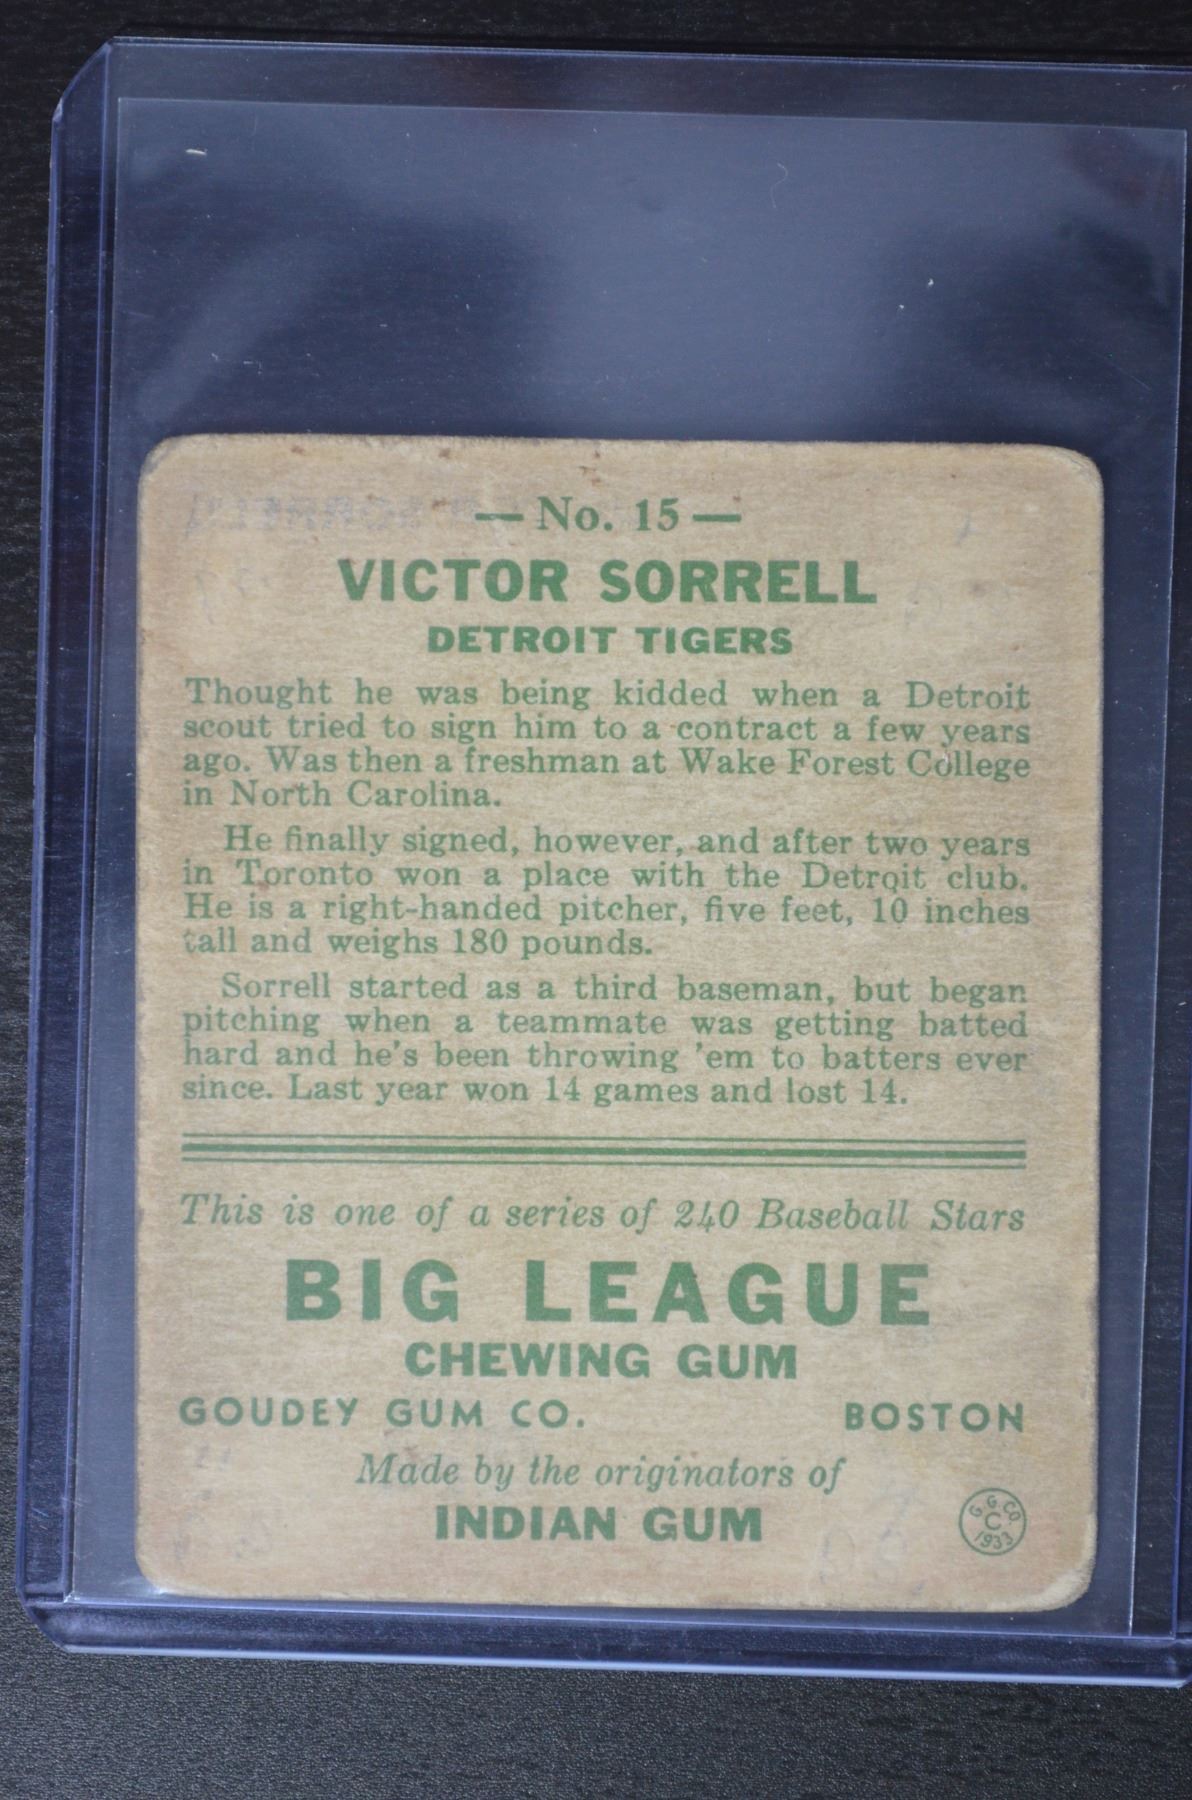 — No. 15 —
VICTOR SORRELL
DETROIT TIGERS
Thought he was being kidded when a Detroit
scout tried to sign him to a contract a few years
ago. Was then a freshman at Wake Forest College
in North Carolina.
He finally signed, however, and after two years
in Toronto won a place with the Detroit club.
He is a right-handed pitcher, five feet, 10 inches
tall and weighs 180 pounds.
Sorrell started as a third baseman, but began
pitching when a teammate was getting batted
hard and he's been throwing 'em to batters ever
since. Last year won 14 games and lost 14.
This is one of a series of 240 Baseball Stars
BIG LEAGUE
CHEWING GUM
GOUDEY GUM CO. BOSTON
Made by the originators of
INDIAN GUM
G. G. CO.
C
1933